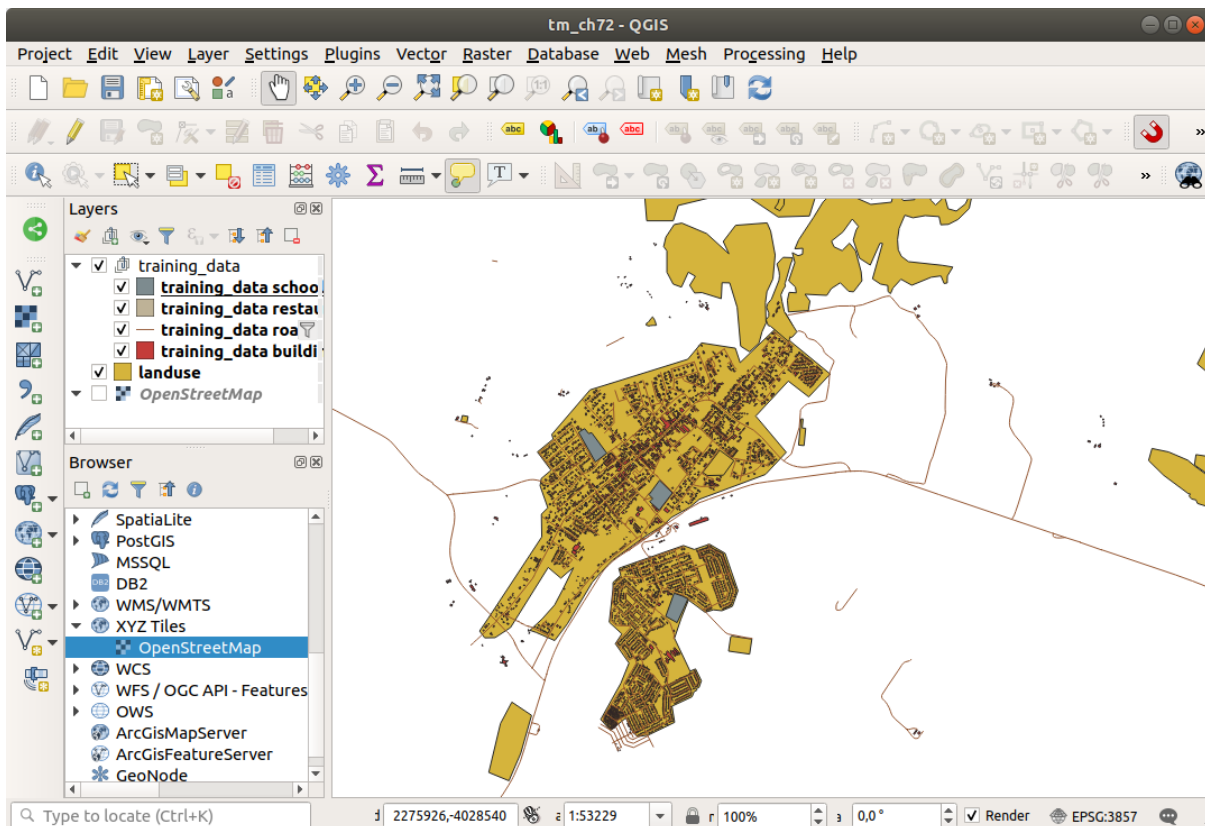 tm_ch72 - QGIS
Project Edit View Layer Settings Plugins Vector Raster Database Web Mesh Processing Help
Layers
training_data
training_data schoo
training_data restau
training_data roa
training_data buildi
landuse
OpenStreetMap
Browser
SpatiaLite
PostGIS
MSSQL
DB2
WMS/WMTS
XYZ Tiles
OpenStreetMap
WCS
WFS / OGC API - Features
OWS
ArcGisMapServer
ArcGisFeatureServer
GeoNode
Type to locate (Ctrl+K) 2275926,-4028540 1:53229 100% 0,0 ° Render EPSG:3857